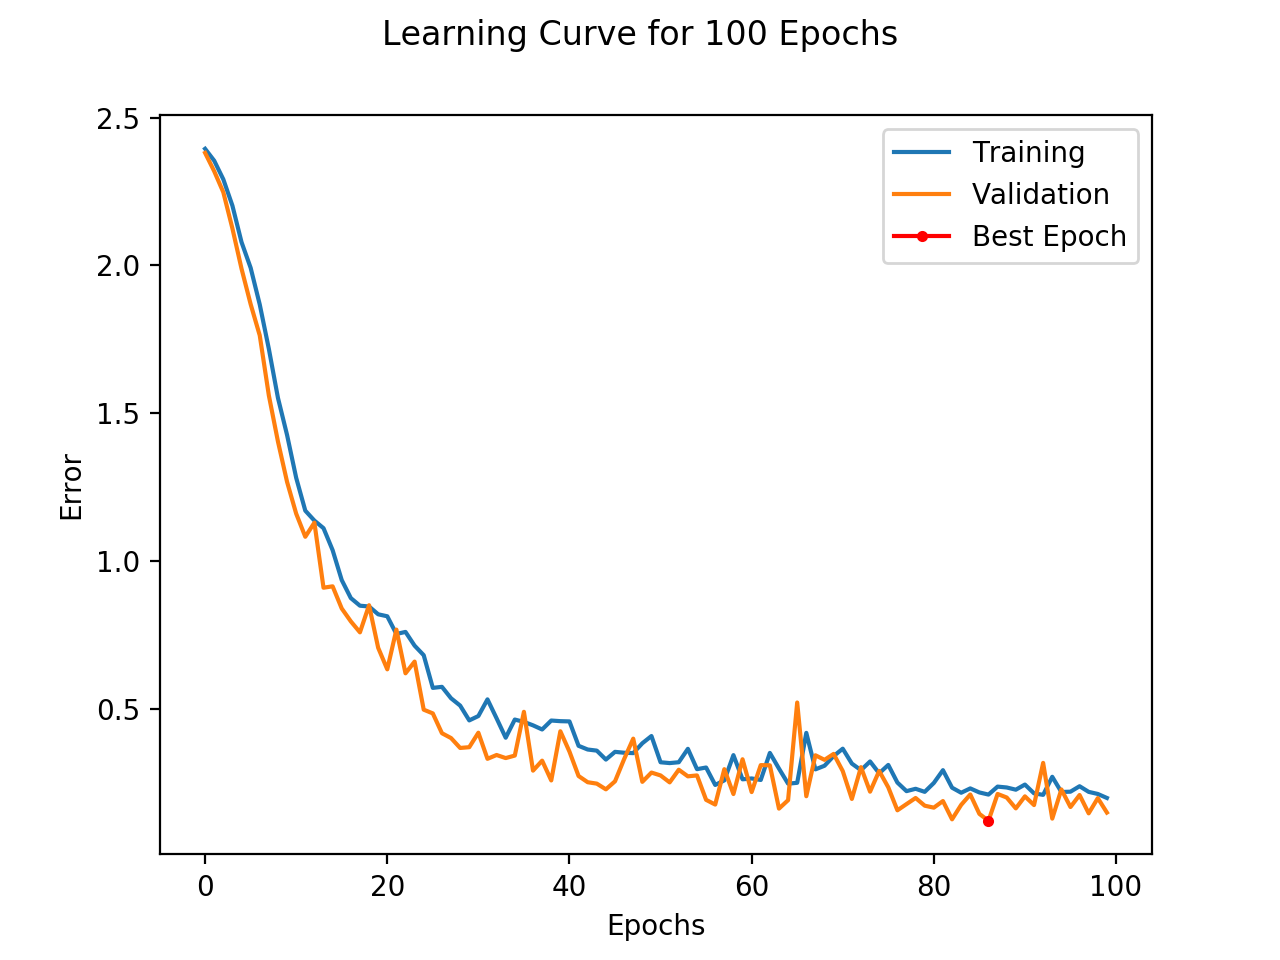 Learning Curve for 100 Epochs
2.5
2.0
1.5
1.0
0.5
Error
Training
Validation
Best Epoch
0 20 40 60 80 100
Epochs